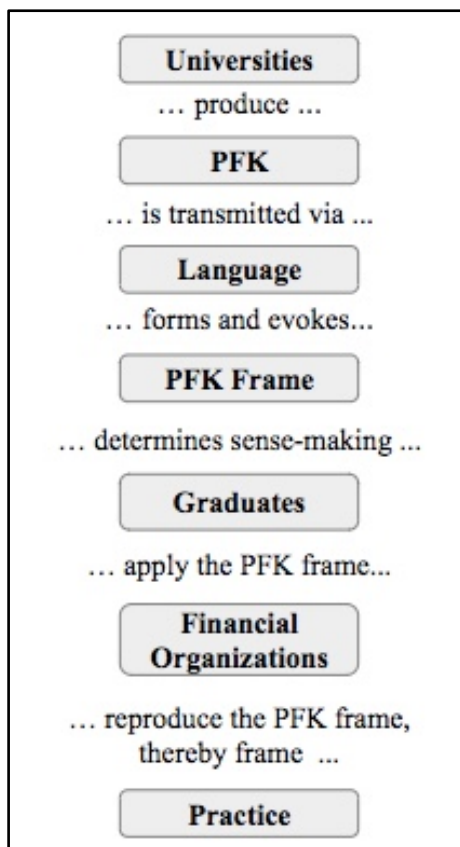 Universities
… produce ...
PFK
… is transmitted via ...
Language
… forms and evokes...
PFK Frame
… determines sense-making ...
Graduates
… apply the PFK frame...
Financial
Organizations
… reproduce the PFK frame,
thereby frame ...
Practice